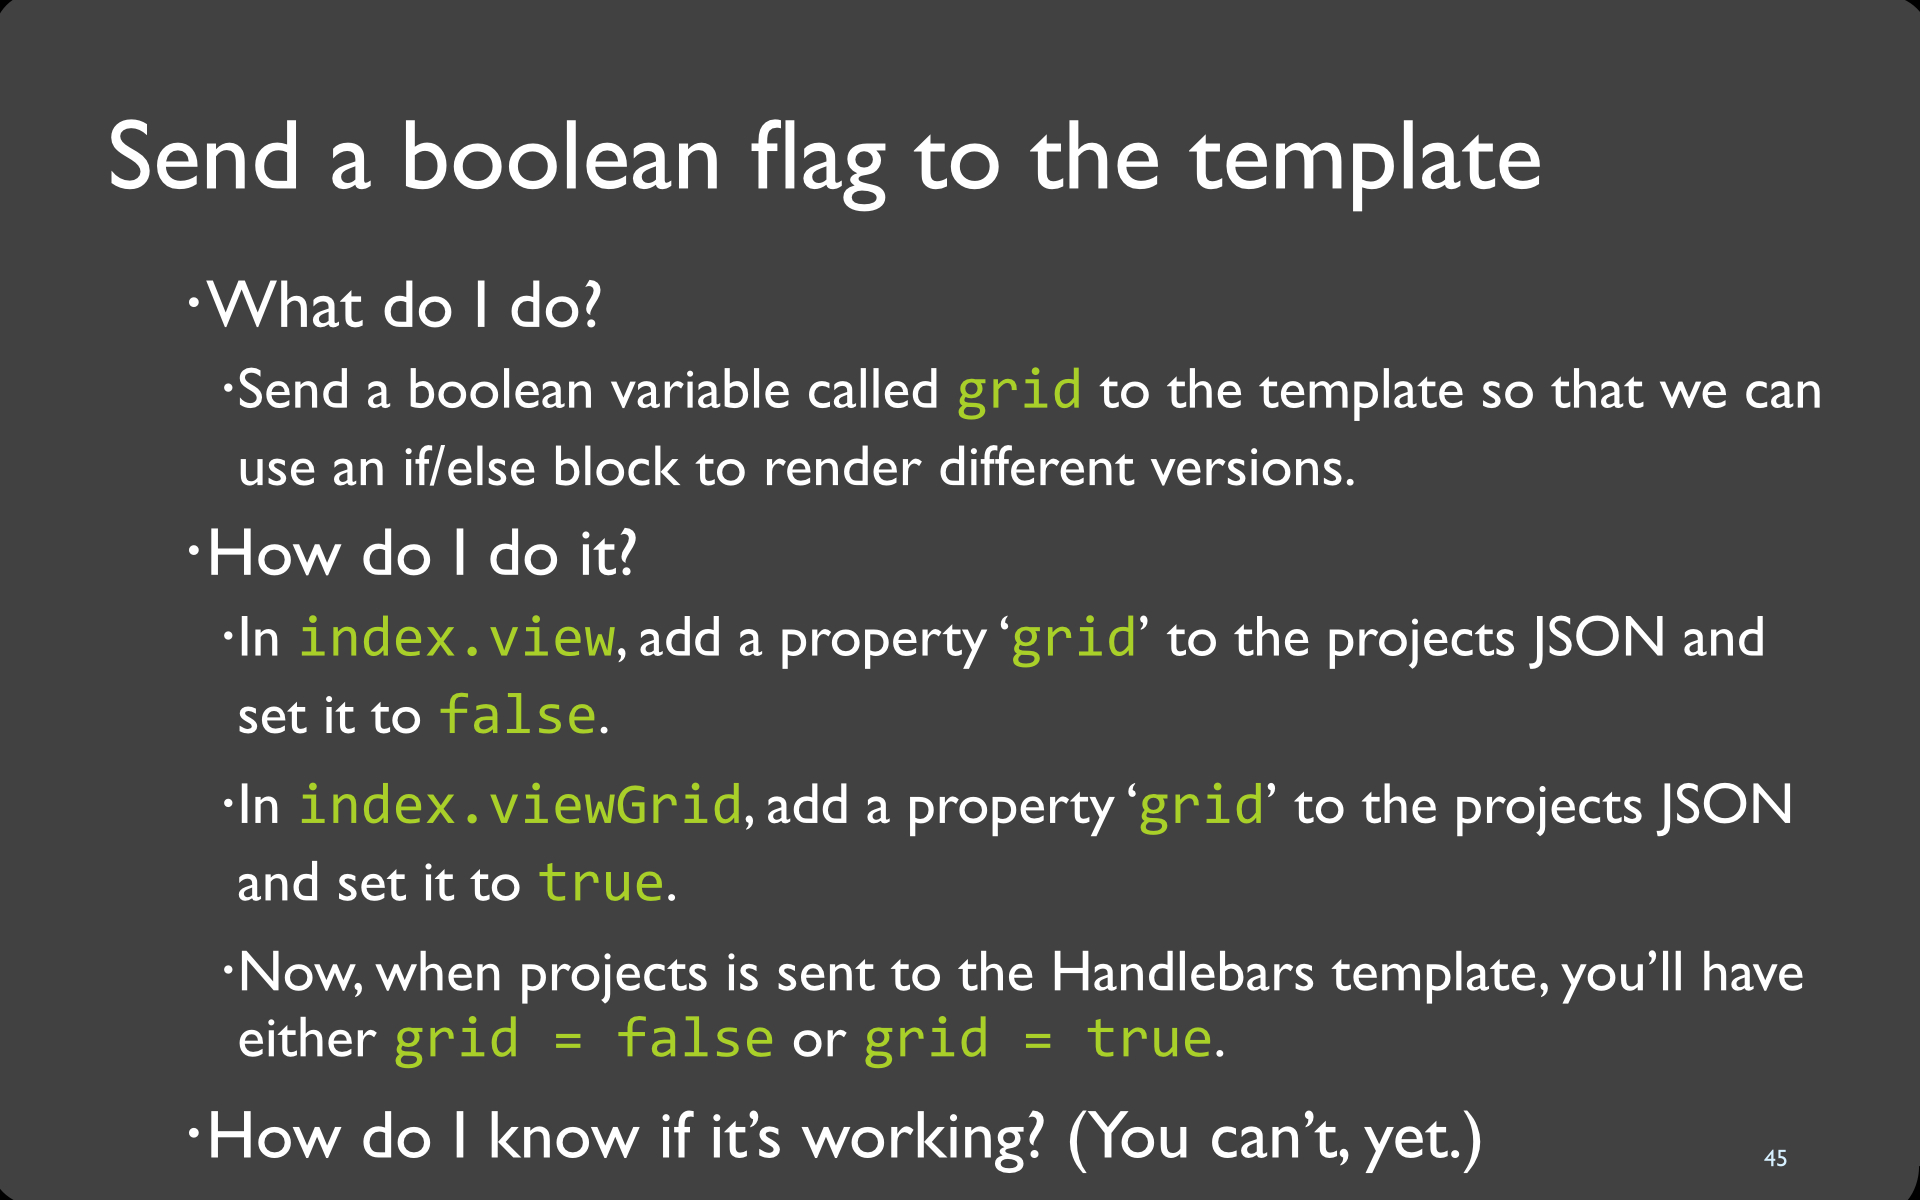 Send a boolean flag to the template
·What do I do?
·Send a boolean variable called grid to the template so that we can
use an if/else block to render different versions.
·How do I do it?
·In index.view, add a property ‘grid’ to the projects JSON and
set it to false.
·In index.viewGrid, add a property ‘grid’ to the projects JSON
and set it to true.
·Now, when projects is sent to the Handlebars template, you’ll have
either grid = false or grid = true.
·How do I know if it’s working? (You can’t, yet.)
45